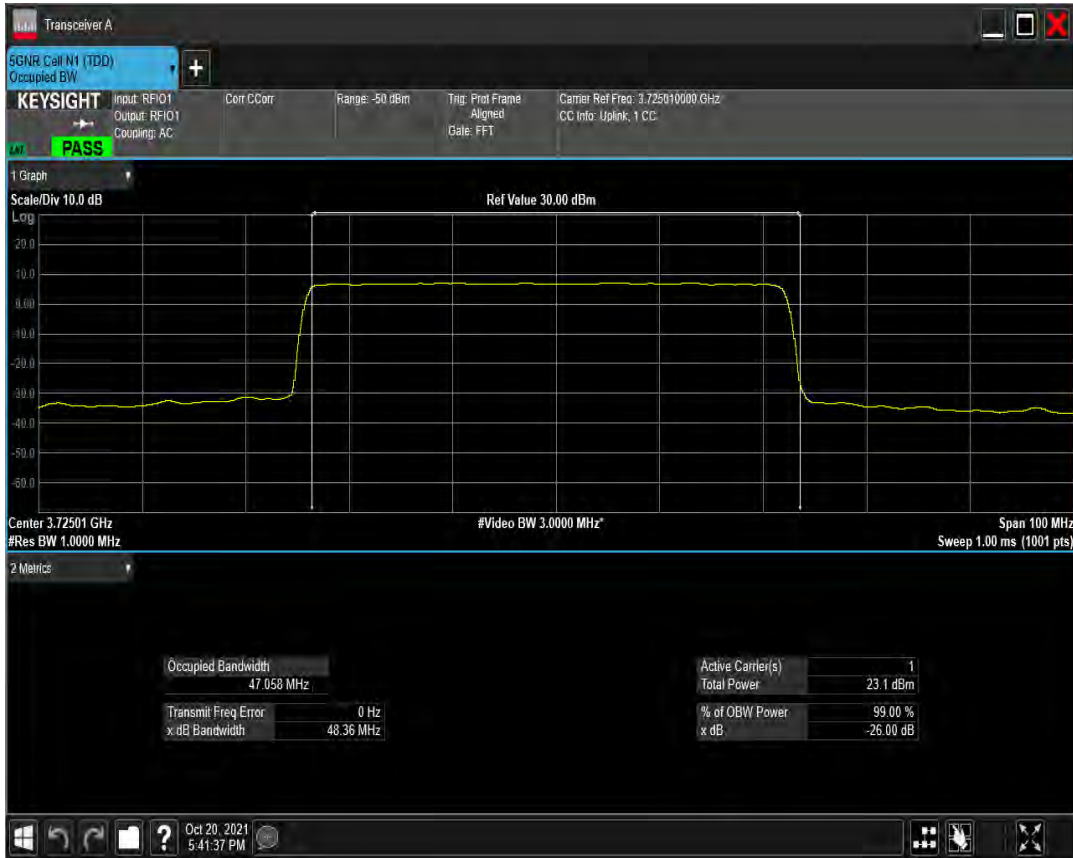 Transceiver A
5GNR Cell N1 (TDD)
Occupied BW
+
KEYSIGHT
Input: RFIO1
Output: RFIO1
Coupling: AC
Corr CCorr
Range: -50 dBm
Trig: Prot Frame
Aligned
Gate: FFT
Carrier Ref Freq: 3.725010000 GHz
CC Info: Uplink, 1 CC
PASS
1 Graph
Scale/Div 10.0 dB
Ref Value 30.00 dBm
Log
20.0
10.0
0.00
-10.0
-20.0
-30.0
-40.0
-50.0
-60.0
Center 3.72501 GHz
#Video BW 3.0000 MHz*
Span 100 MHz
#Res BW 1.0000 MHz
Sweep 1.00 ms (1001 pts)
2 Metrics
Occupied Bandwidth
47.058 MHz
Transmit Freq Error 0 Hz
x dB Bandwidth 48.36 MHz
Active Carrier(s) 1
Total Power 23.1 dBm
% of OBW Power 99.00 %
x dB -26.00 dB
?
Oct 20, 2021
5:41:37 PM